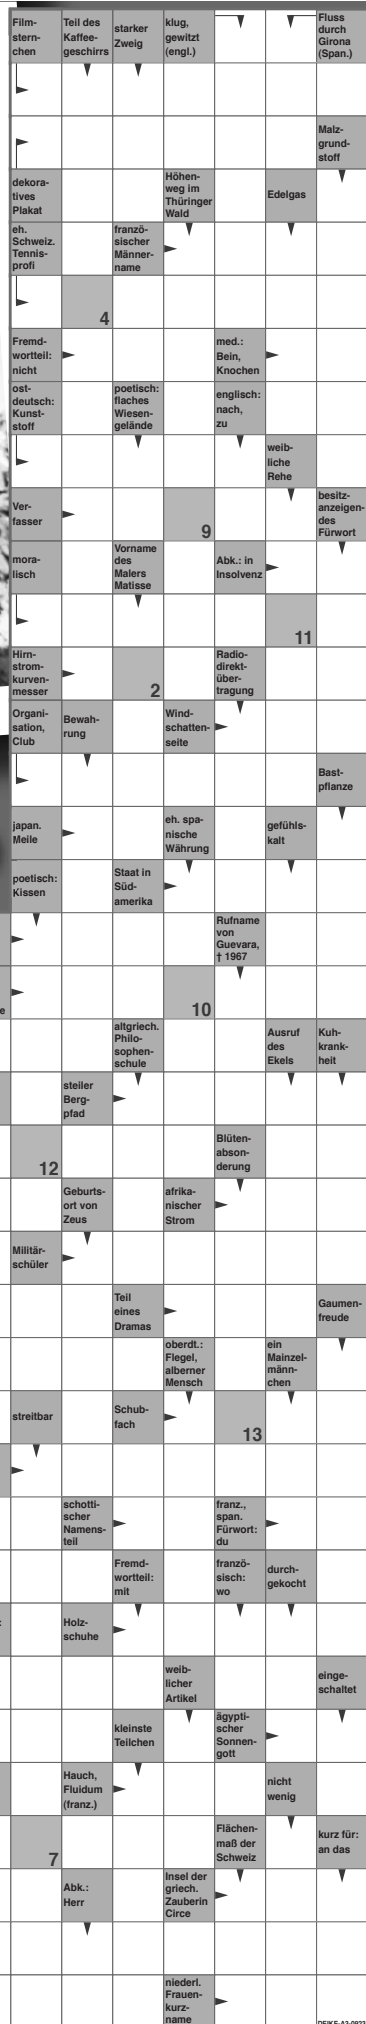 Film-
stern-
chen
Teil des
Kaffee-
geschirrs
starker
Zweig
klug,
gewitzt
(engl.)
Fluss
durch
Girona
(Span.)
Malz-
grund-
stoff
dekora-
tives
Plakat
Höhen-
weg im
Thüringer
Wald
Edelgas
eh.
Schweiz.
Tennis-
profi
franzö-
sischer
Männer-
name
4
Fremd-
wortteil:
nicht
med.:
Bein,
Knochen
ost-
deutsch:
Kunst-
stoff
poetisch:
flaches
Wiesen-
gelände
englisch:
nach,
zu
weib-
liche
Rehe
Ver-
fasser
9
besitz-
anzeigen-
des
Fürwort
mora-
lisch
Vorname
des
Malers
Matisse
Abk.: in
Insolvenz
11
Hirn-
strom-
kurven-
messer
2
Radio-
direkt-
über-
tragung
Organi-
sation,
Club
Bewah-
rung
Wind-
schatten-
seite
Bast-
pflanze
japan.
Meile
eh. spa-
nische
Währung
gefühls-
kalt
poetisch:
Kissen
Staat in
Süd-
amerika
Rufname
von
Guevara,
† 1967
e
10
altgriech.
Philo-
sophen-
schule
Ausruf
des
Ekels
Kuh-
krank-
heit
steiler
Berg-
pfad
12
Blüten-
abson-
derung
Geburts-
ort von
Zeus
afrika-
nischer
Strom
Militär-
schüler
Teil
eines
Dramas
Gaumen-
freude
oberdt.:
Flegel,
alberner
Mensch
ein
Mainzel-
männ-
chen
streitbar
Schub-
fach
13
schotti-
scher
Namens-
teil
franz.,
span.
Fürwort:
du
Fremd-
wortteil:
mit
franzö-
sisch:
wo
durch-
gekocht
:
Holz-
schuhe
weib-
licher
Artikel
einge-
schaltet
kleinste
Teilchen
ägypti-
scher
Sonnen-
gott
Hauch,
Fluidum
(franz.)
nicht
wenig
7
Flächen-
maß der
Schweiz
kurz für:
an das
Abk.:
Herr
Insel der
griech.
Zauberin
Circe
niederl.
Frauen-
kurz-
name
DEIKE-A3-0923